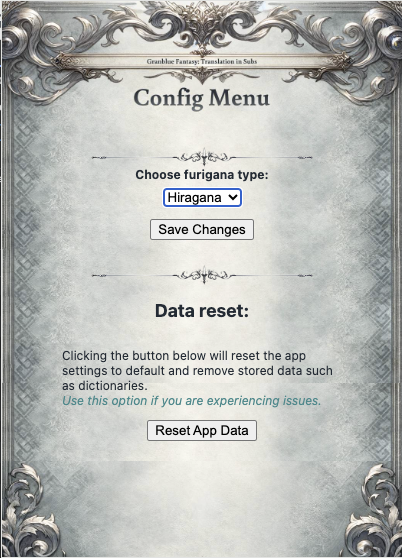 Granblue Fantasy: Translation in Subs
Config Menu
Choose furigana type:
Hiragana
Save Changes
Data reset:
Clicking the button below will reset the app
settings to default and remove stored data such
as dictionaries.
Use this option if you are experiencing issues.
Reset App Data